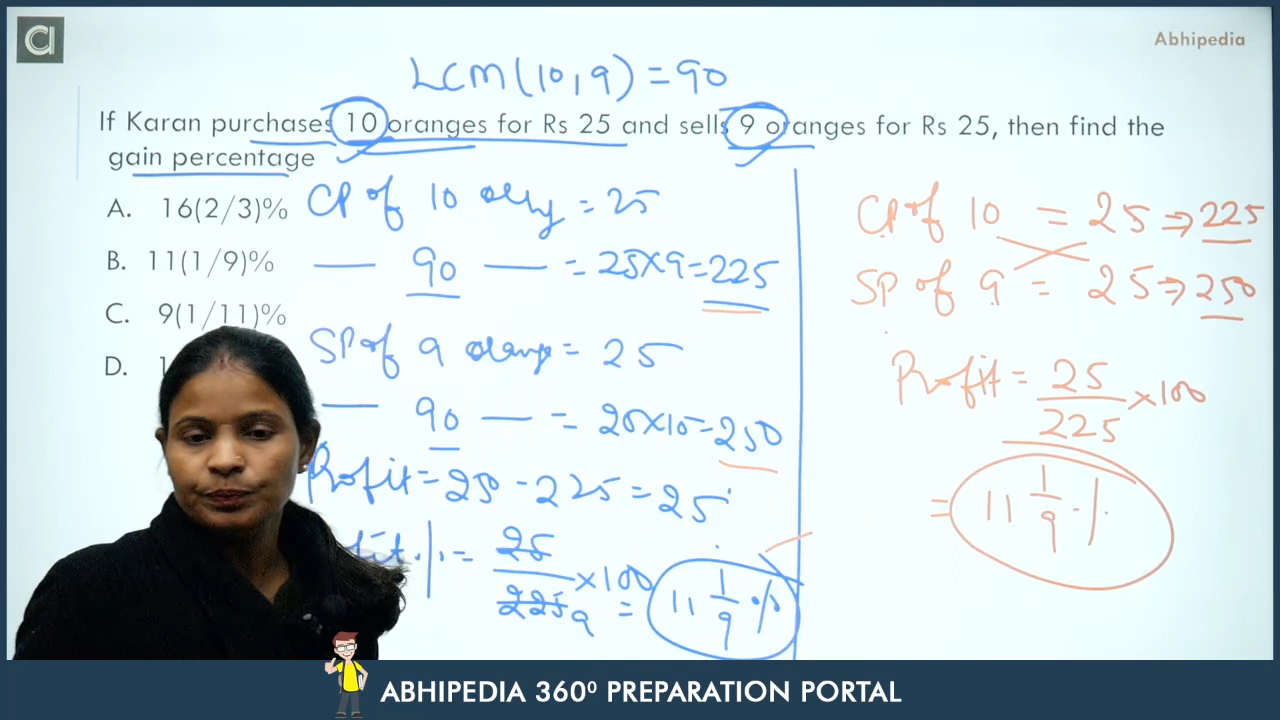 Abhipedia
LCM(10,9) = 90
If Karan purchases 10 oranges for Rs 25 and sells 9 oranges for Rs 25, then find the
gain percentage
A. 16(2/3)%
B. 11(1/9)%
C. 9(1/11)%
D. 1
CP of 10 = 25
— 90 — = 25×9=225
SP of 9 = 25
— 90 — = 20×10=250
Profit = 250 - 225 = 25
% = 25/225 9 ×100 = 11 1/9 %
CP of 10 = 25 ⇒ 225
SP of 9 = 25 ⇒ 250
Profit = 25/225 ×100
= 11 1/9 %
ABHIPEDIA 360⁰ PREPARATION PORTAL